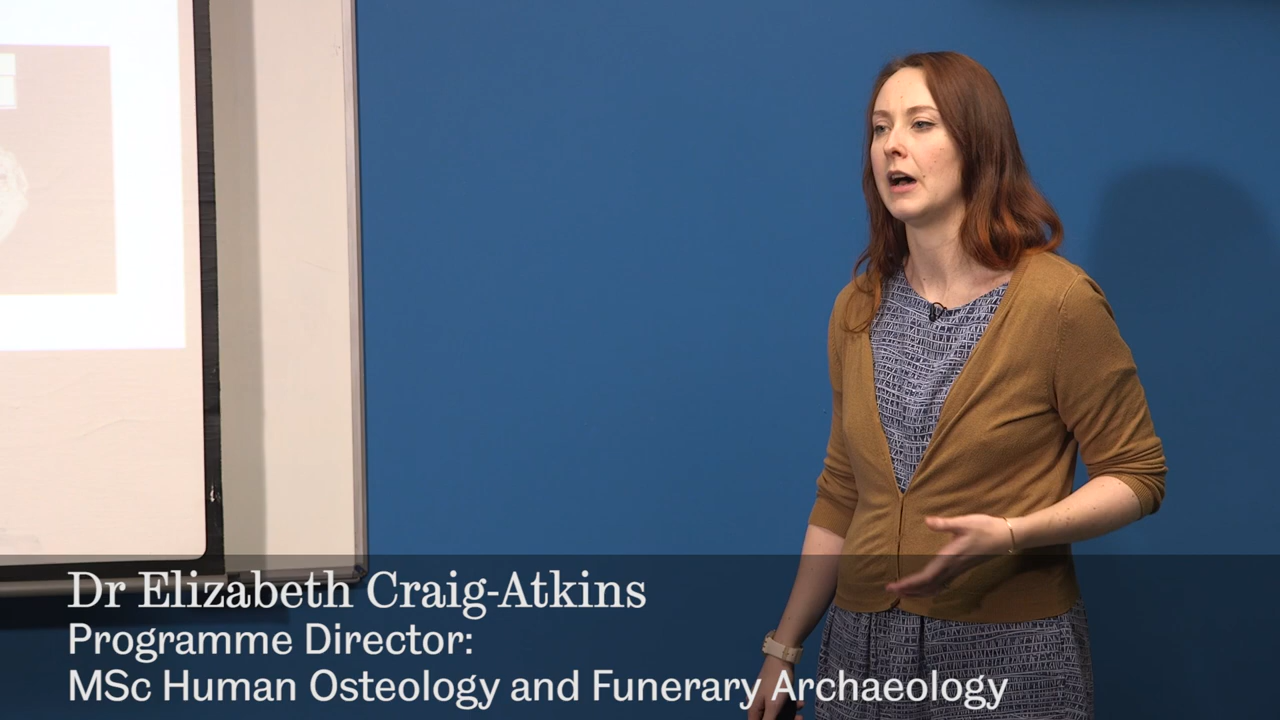 Dr Elizabeth Craig-Atkins
Programme Director:
MSc Human Osteology and Funerary Archaeology